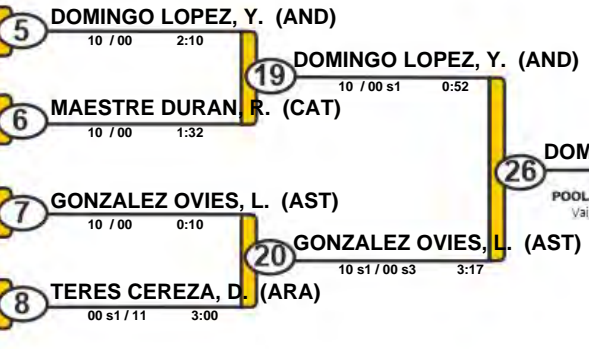 5
DOMINGO LOPEZ, Y. (AND)
10 / 00 2:10
19
DOMINGO LOPEZ, Y. (AND)
10 / 00 s1 0:52
6
MAESTRE DURAN, R. (CAT)
10 / 00 1:32
26
DOM
POOL
Vai
7
GONZALEZ OVIES, L. (AST)
10 / 00 0:10
20
GONZALEZ OVIES, L. (AST)
10 s1 / 00 s3 3:17
8
TERES CEREZA, D. (ARA)
00 s1 / 11 3:00